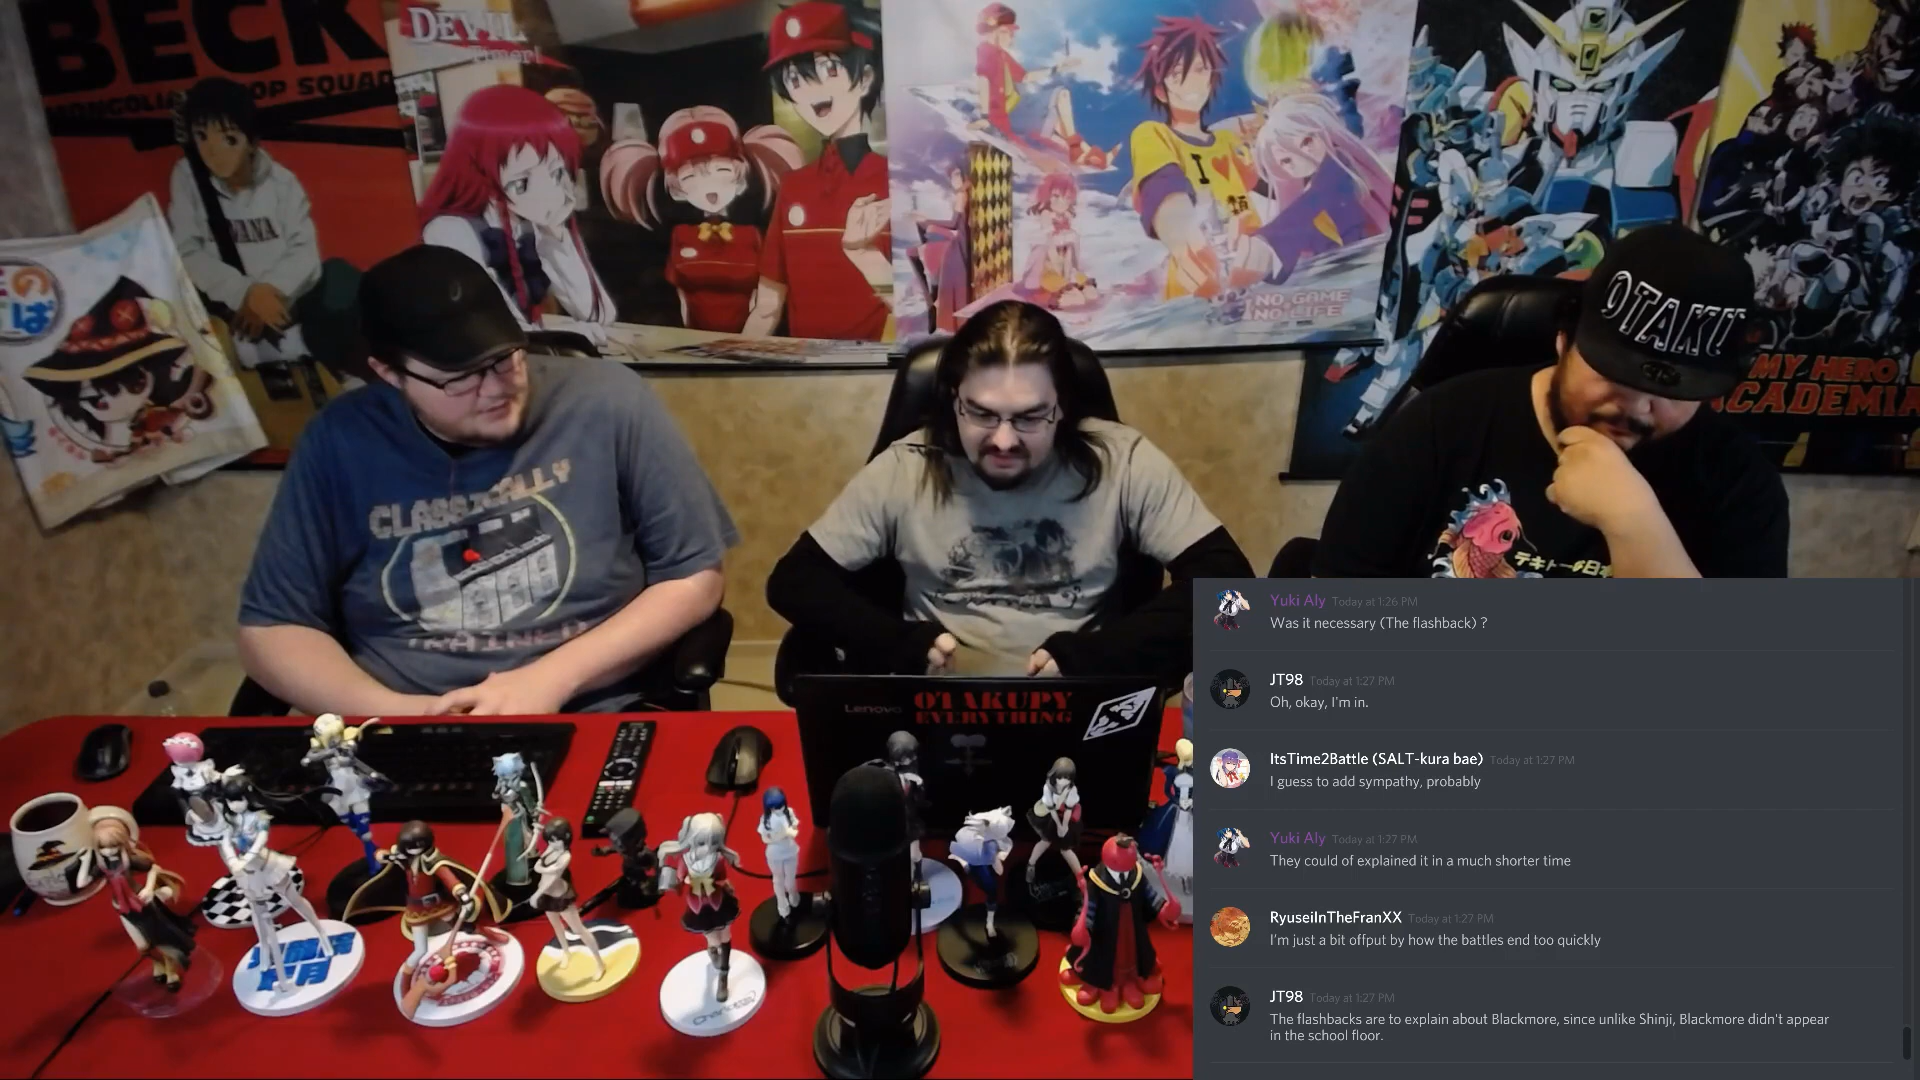 BECK
MONGOLIAN CHOP SQUAD
DEVIL
Timer!
I ♥
NO GAME
NO LIFE
OTAKU
MY HERO
ACADEMIA
CLASSICALLY
TRAINED
Lenovo
OTAKUPY
EVERYTHING
Yuki Aly Today at 1:26 PM
Was it necessary (The flashback) ?
JT98 Today at 1:27 PM
Oh, okay, I'm in.
ItsTime2Battle (SALT-kura bae) Today at 1:27 PM
I guess to add sympathy, probably
Yuki Aly Today at 1:27 PM
They could of explained it in a much shorter time
RyuseiInTheFranXX Today at 1:27 PM
I'm just a bit offput by how the battles end too quickly
JT98 Today at 1:27 PM
The flashbacks are to explain about Blackmore, since unlike Shinji, Blackmore didn't appear
in the school floor.